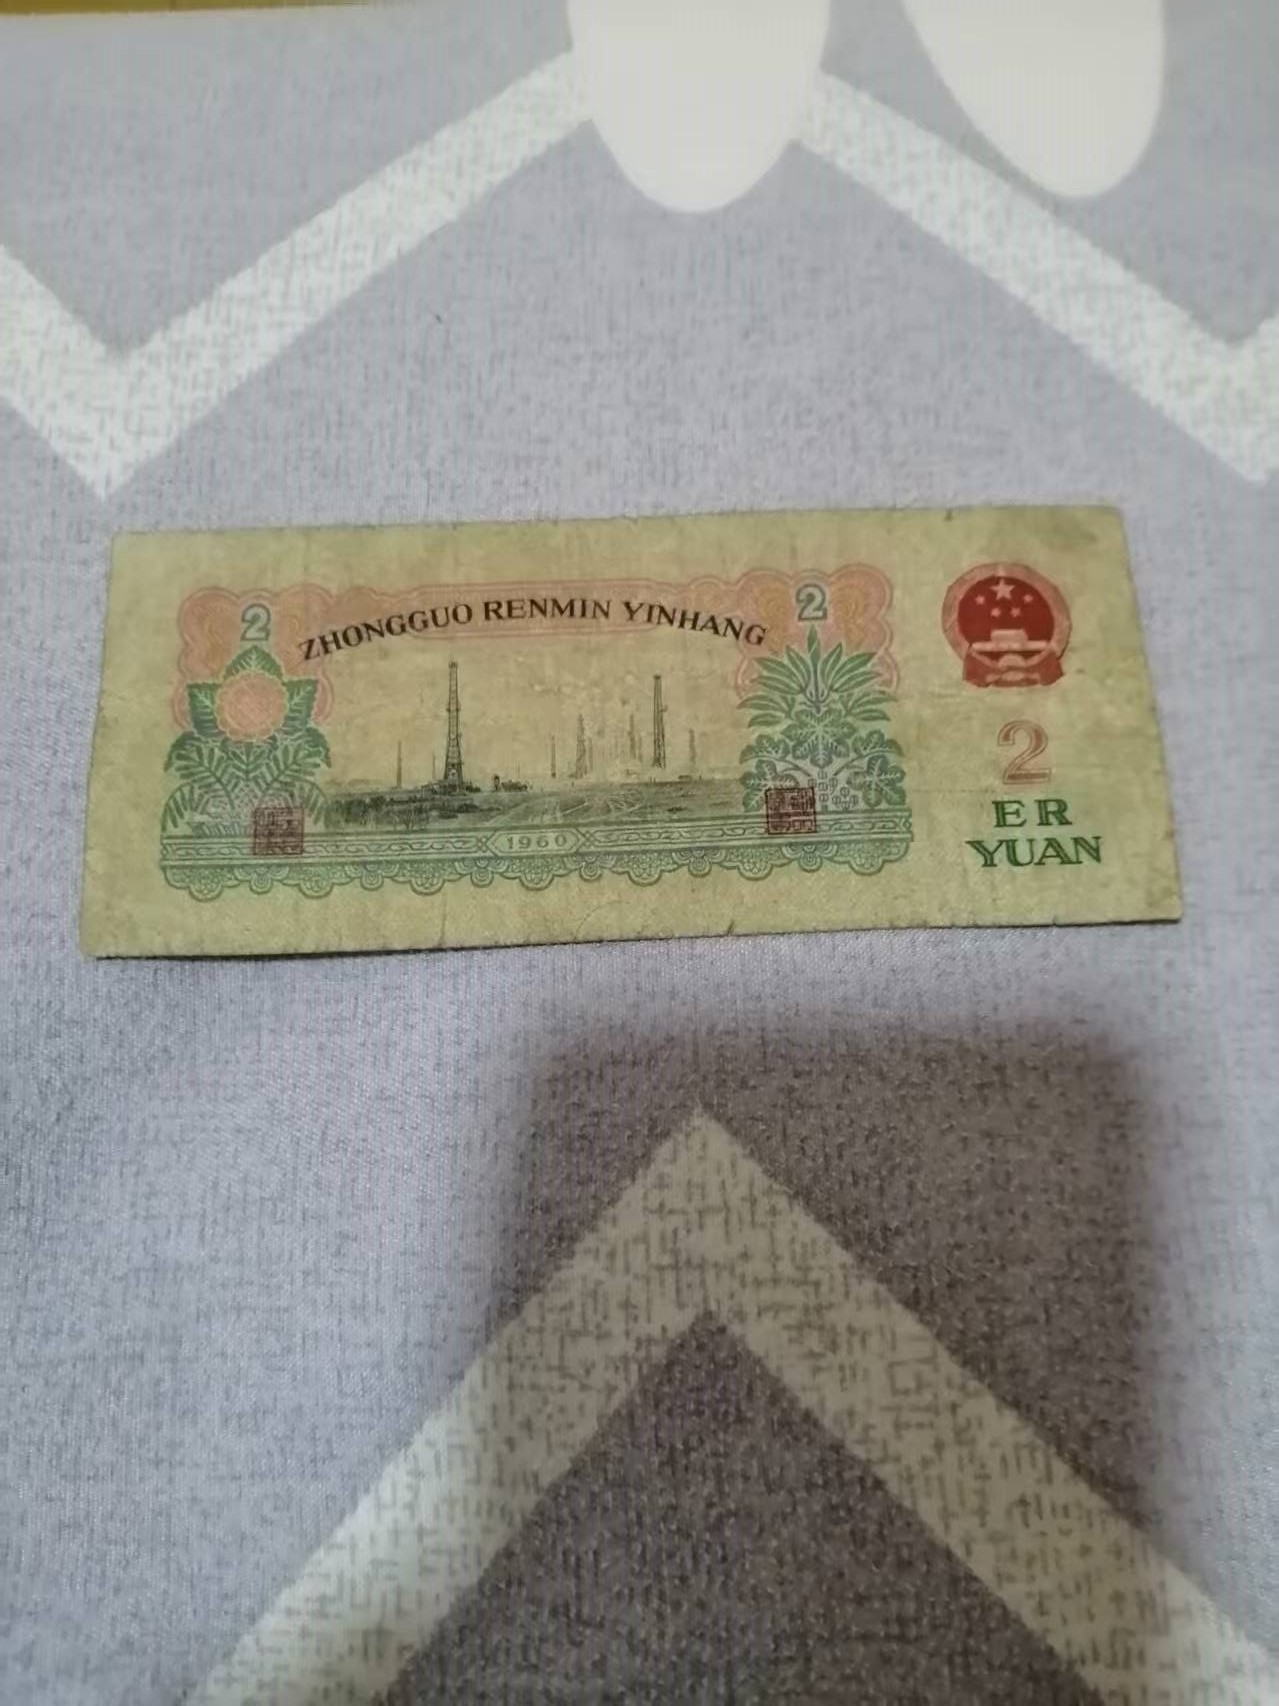 2
ZHONGGUO RENMIN YINHANG
2
2
ER
YUAN
1960